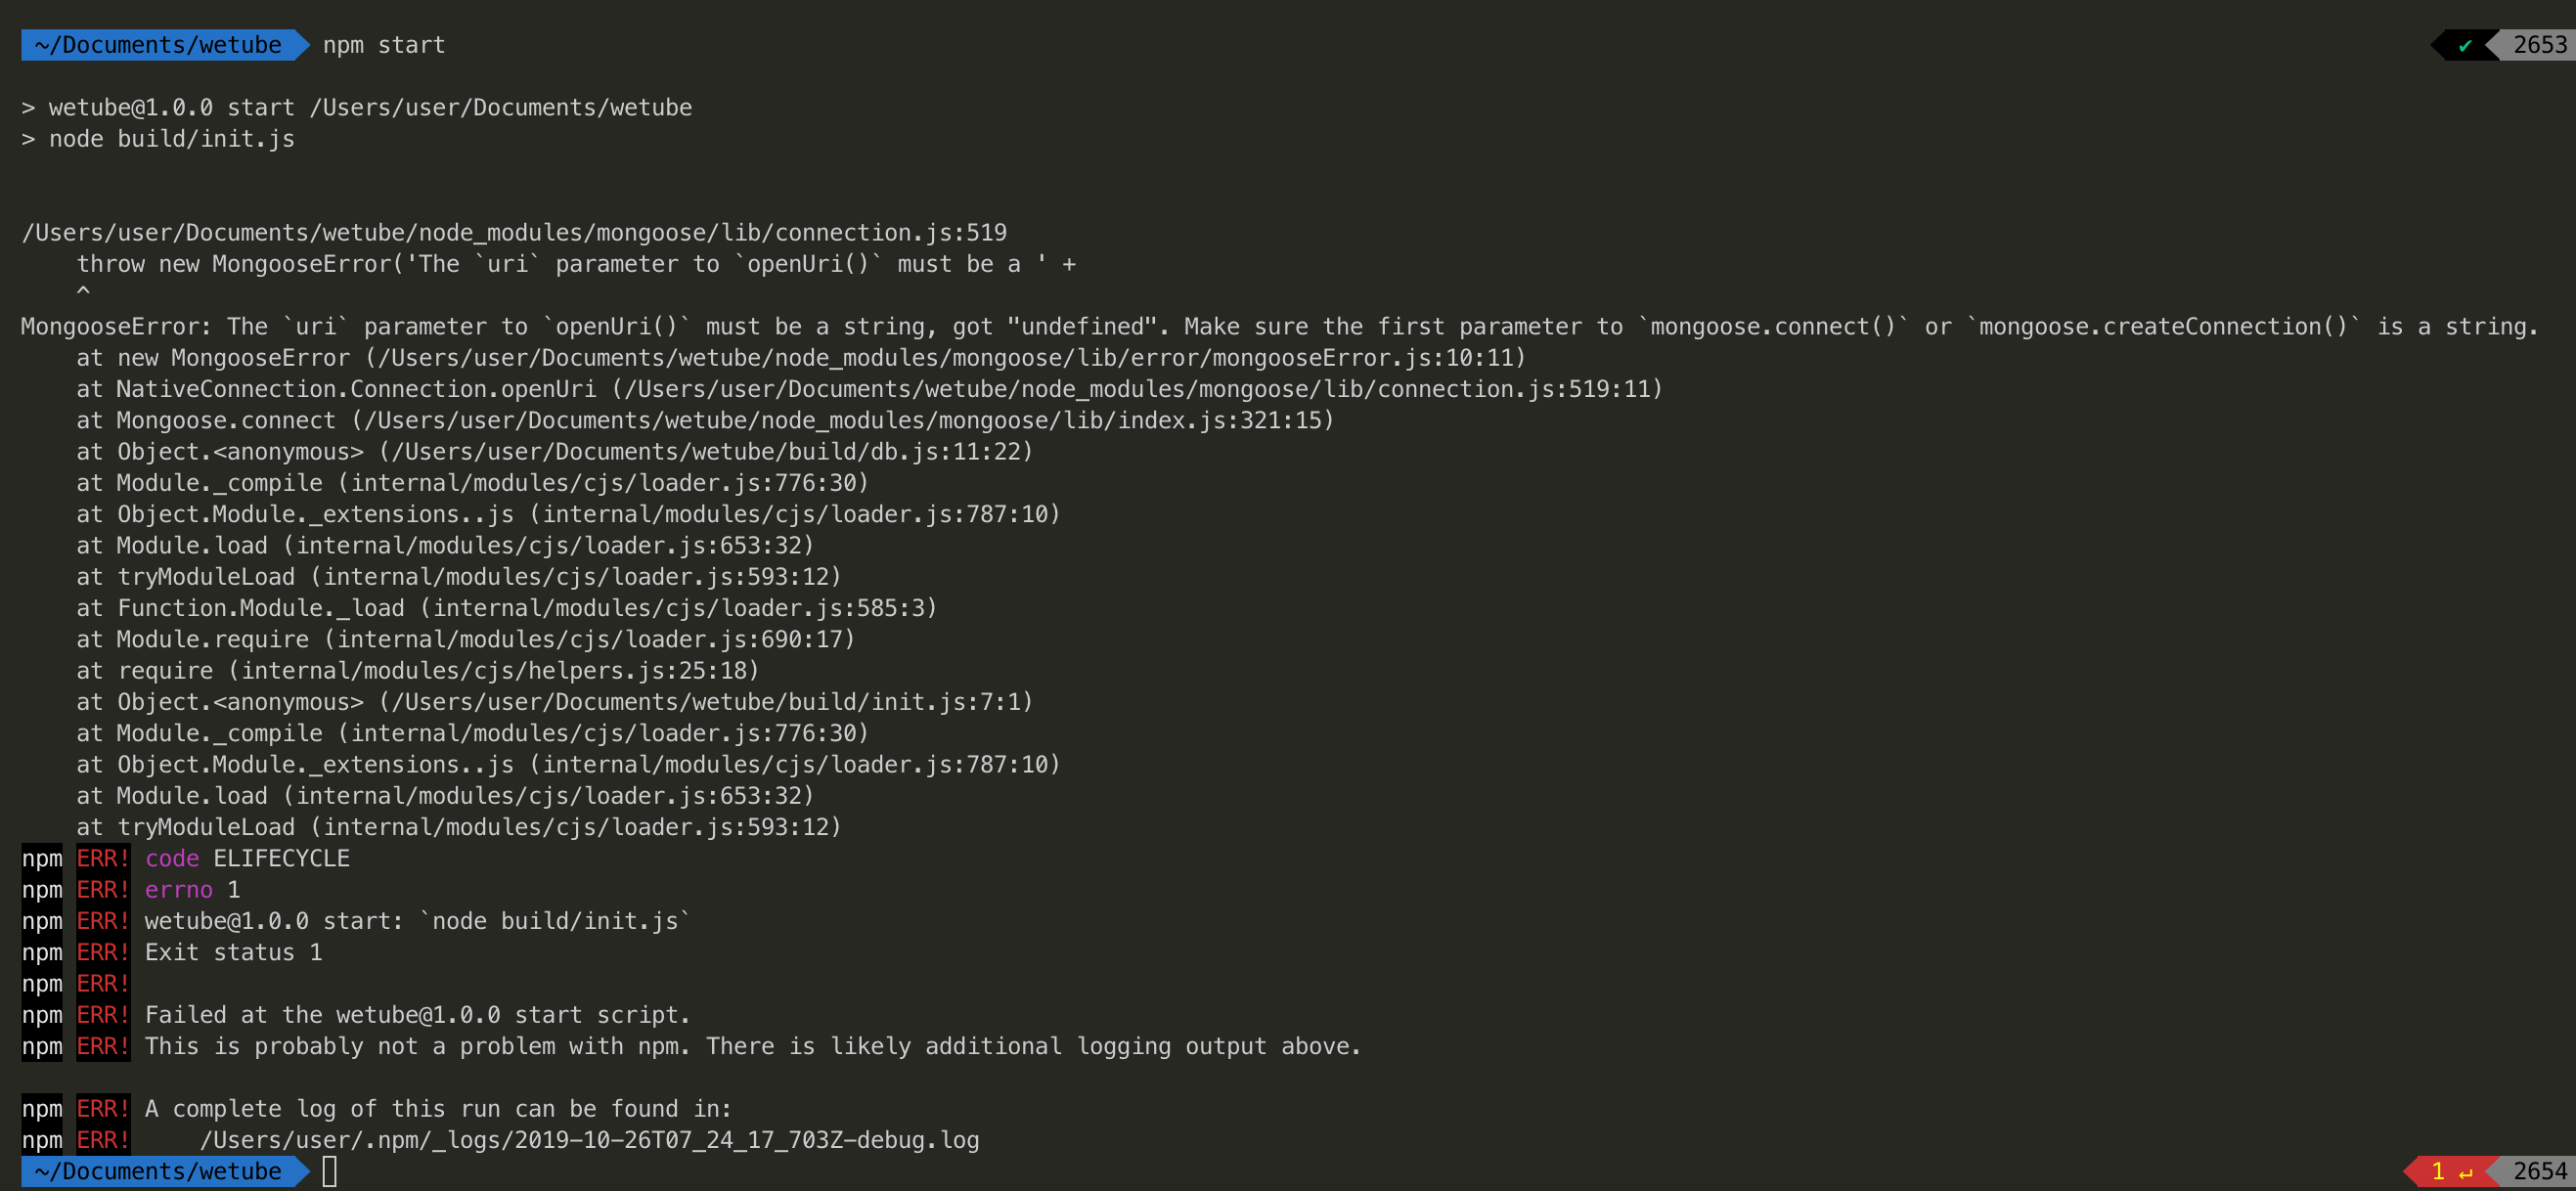 ~/Documents/wetube npm start ✔ 2653
> wetube@1.0.0 start /Users/user/Documents/wetube
> node build/init.js
/Users/user/Documents/wetube/node_modules/mongoose/lib/connection.js:519
    throw new MongooseError('The `uri` parameter to `openUri()` must be a ' +
    ^
MongooseError: The `uri` parameter to `openUri()` must be a string, got "undefined". Make sure the first parameter to `mongoose.connect()` or `mongoose.createConnection()` is a string.
    at new MongooseError (/Users/user/Documents/wetube/node_modules/mongoose/lib/error/mongooseError.js:10:11)
    at NativeConnection.Connection.openUri (/Users/user/Documents/wetube/node_modules/mongoose/lib/connection.js:519:11)
    at Mongoose.connect (/Users/user/Documents/wetube/node_modules/mongoose/lib/index.js:321:15)
    at Object.<anonymous> (/Users/user/Documents/wetube/build/db.js:11:22)
    at Module._compile (internal/modules/cjs/loader.js:776:30)
    at Object.Module._extensions..js (internal/modules/cjs/loader.js:787:10)
    at Module.load (internal/modules/cjs/loader.js:653:32)
    at tryModuleLoad (internal/modules/cjs/loader.js:593:12)
    at Function.Module._load (internal/modules/cjs/loader.js:585:3)
    at Module.require (internal/modules/cjs/loader.js:690:17)
    at require (internal/modules/cjs/helpers.js:25:18)
    at Object.<anonymous> (/Users/user/Documents/wetube/build/init.js:7:1)
    at Module._compile (internal/modules/cjs/loader.js:776:30)
    at Object.Module._extensions..js (internal/modules/cjs/loader.js:787:10)
    at Module.load (internal/modules/cjs/loader.js:653:32)
    at tryModuleLoad (internal/modules/cjs/loader.js:593:12)
npm ERR! code ELIFECYCLE
npm ERR! errno 1
npm ERR! wetube@1.0.0 start: `node build/init.js`
npm ERR! Exit status 1
npm ERR!
npm ERR! Failed at the wetube@1.0.0 start script.
npm ERR! This is probably not a problem with npm. There is likely additional logging output above.
npm ERR! A complete log of this run can be found in:
npm ERR!     /Users/user/.npm/_logs/2019-10-26T07_24_17_703Z-debug.log
~/Documents/wetube 1 ↵ 2654